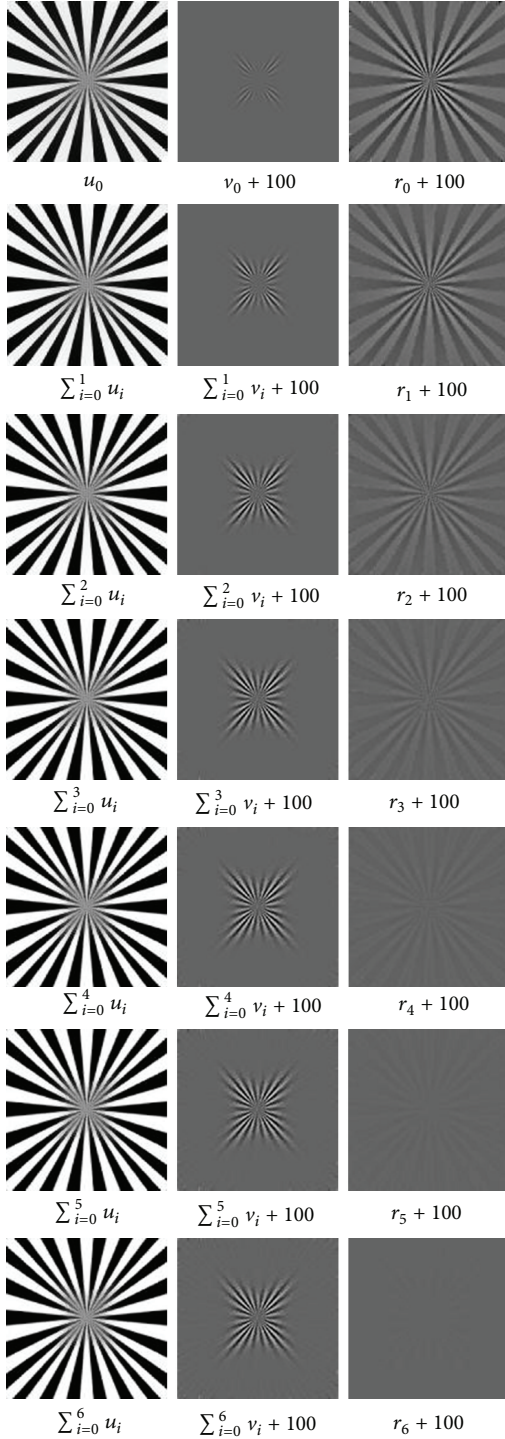 u₀ v₀ + 100 r₀ + 100
∑¹ᵢ₌₀ uᵢ ∑¹ᵢ₌₀ vᵢ + 100 r₁ + 100
∑²ᵢ₌₀ uᵢ ∑²ᵢ₌₀ vᵢ + 100 r₂ + 100
∑³ᵢ₌₀ uᵢ ∑³ᵢ₌₀ vᵢ + 100 r₃ + 100
∑⁴ᵢ₌₀ uᵢ ∑⁴ᵢ₌₀ vᵢ + 100 r₄ + 100
∑⁵ᵢ₌₀ uᵢ ∑⁵ᵢ₌₀ vᵢ + 100 r₅ + 100
∑⁶ᵢ₌₀ uᵢ ∑⁶ᵢ₌₀ vᵢ + 100 r₆ + 100